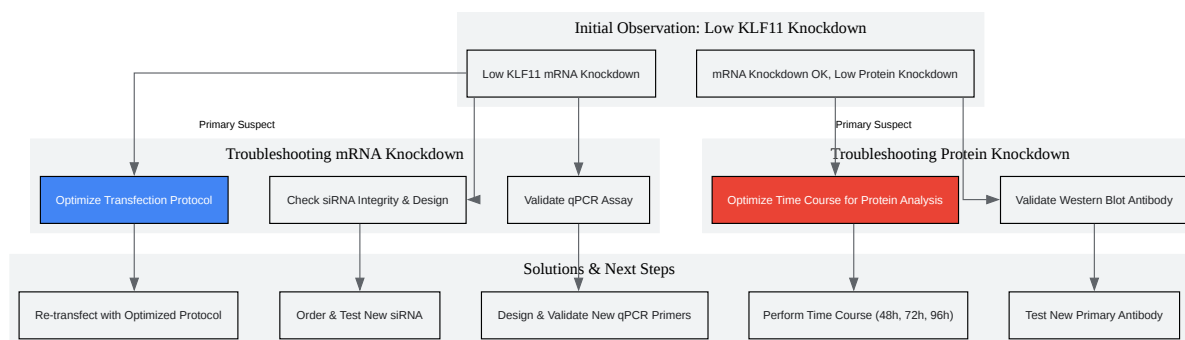 Initial Observation: Low KLF11 Knockdown
Low KLF11 mRNA Knockdown
mRNA Knockdown OK, Low Protein Knockdown
Primary Suspect
Primary Suspect
Troubleshooting mRNA Knockdown
Troubleshooting Protein Knockdown
Optimize Transfection Protocol
Check siRNA Integrity & Design
Validate qPCR Assay
Optimize Time Course for Protein Analysis
Validate Western Blot Antibody
Solutions & Next Steps
Re-transfect with Optimized Protocol
Order & Test New siRNA
Design & Validate New qPCR Primers
Perform Time Course (48h, 72h, 96h)
Test New Primary Antibody